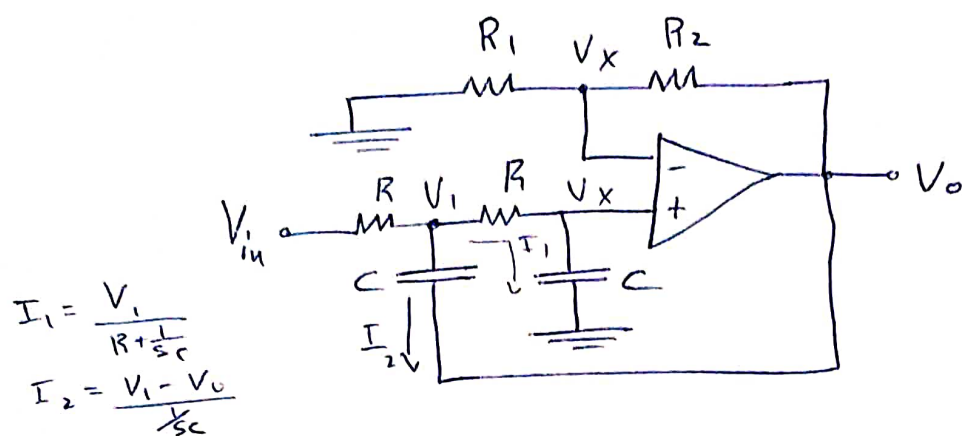 R1 Vx R2
R V1 R Vx - Vo
Vin +
C I1 C
I2
I1 = V1 / (R + 1/sc)
I2 = (V1 - Vo) / (1/sc)